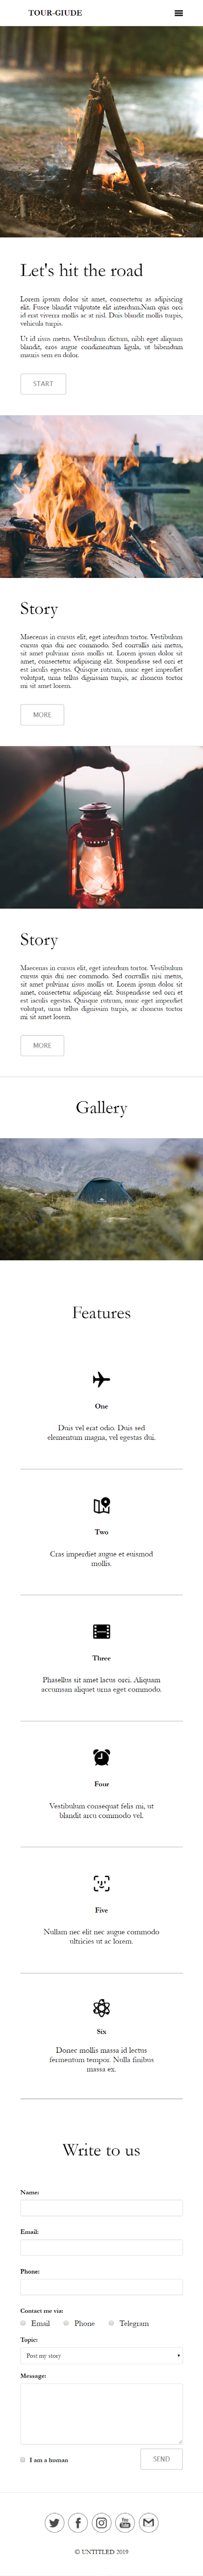 TOUR-GIUDE
Let's hit the road
Lorem ipsum dolor sit amet, consectetur as adipiscing
elit. Fusce blandit vulputate elit interdum.Nam quis orci
id erat viverra mollis ac at nisl. Duis blandit mollis turpis,
vehicula turpis.
Ut id risus metus. Vestibulum dictum, nibh eget aliquam
blandit, eros augue condimentum ligula, ut bibendum
mauris sem eu dolor.
START
Story
Maecenas in cursus elit, eget interdum tortor. Vestibulum
cursus quis dui nec commodo. Sed convallis nisi metus,
sit amet pulvinar risus mollis ut. Lorem ipsum dolor sit
amet, consectetur adipiscing elit. Suspendisse sed orci et
est iaculis egestas. Quisque rutrum, nunc eget imperdiet
volutpat, urna tellus dignissim turpis, ac rhoncus tortor
mi sit amet lorem.
MORE
Story
Maecenas in cursus elit, eget interdum tortor. Vestibulum
cursus quis dui nec commodo. Sed convallis nisi metus,
sit amet pulvinar risus mollis ut. Lorem ipsum dolor sit
amet, consectetur adipiscing elit. Suspendisse sed orci et
est iaculis egestas. Quisque rutrum, nunc eget imperdiet
volutpat, urna tellus dignissim turpis, ac rhoncus tortor
mi sit amet lorem.
MORE
Gallery
Features
One
Duis vel erat odio. Duis sed
elementum magna, vel egestas dui.
Two
Cras imperdiet augue et euismod
mollis.
Three
Phasellus sit amet lacus orci. Aliquam
accumsan aliquet urna eget commodo.
Four
Vestibulum consequat felis mi, ut
blandit arcu commodo vel.
Five
Nullam nec elit nec augue commodo
ultricies ut ac lorem.
Six
Donec mollis massa id lectus
fermentum tempor. Nulla finibus
massa ex.
Write to us
Name:
Email:
Phone:
Contact me via:
Email Phone Telegram
Topic:
Post my story
Message:
I am a human
SEND
You Tube
© UNTITLED 2019